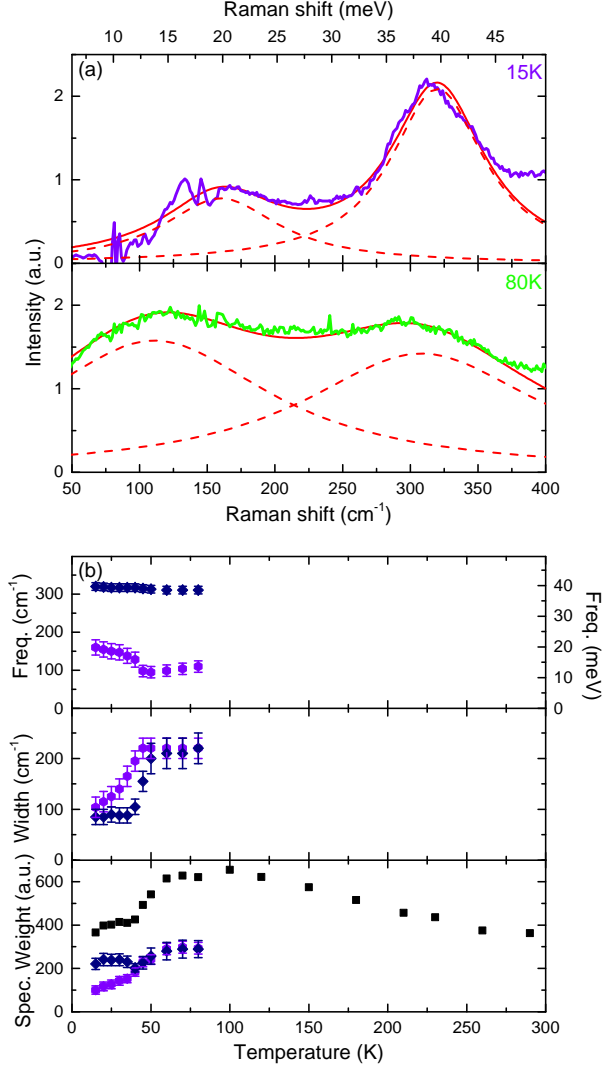 Raman shift (meV)
10 15 20 25 30 35 40 45
(a)
15K
2
1
0
80K
2
1
0
Intensity (a.u.)
50 100 150 200 250 300 350 400
Raman shift (cm-1)
(b)
300
200
100
0
Freq. (cm-1)
40
30
20
10
0
Freq. (meV)
200
100
0
Width (cm-1)
600
400
200
0
Spec. Weight (a.u.)
0 50 100 150 200 250 300
Temperature (K)